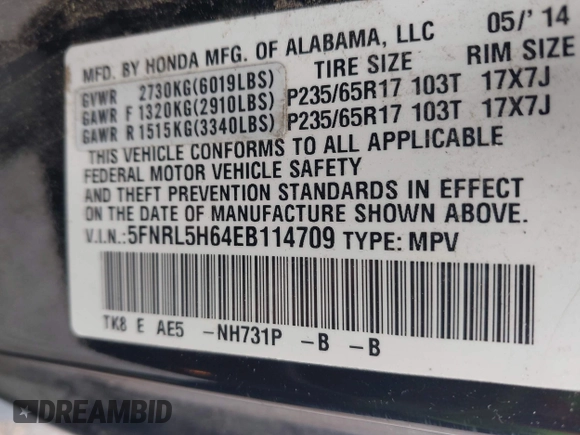 MFD. BY HONDA MFG. OF ALABAMA, LLC 05/'14
TIRE SIZE RIM SIZE
GVWR 2730KG(6019LBS)
GAWR F 1320KG(2910LBS) P235/65R17 103T 17X7J
GAWR R 1515KG(3340LBS) P235/65R17 103T 17X7J
THIS VEHICLE CONFORMS TO ALL APPLICABLE
FEDERAL MOTOR VEHICLE SAFETY
AND THEFT PREVENTION STANDARDS IN EFFECT
ON THE DATE OF MANUFACTURE SHOWN ABOVE.
V.I.N.:5FNRL5H64EB114709 TYPE: MPV
TK8 E AE5 -NH731P -B -B
DREAMBID